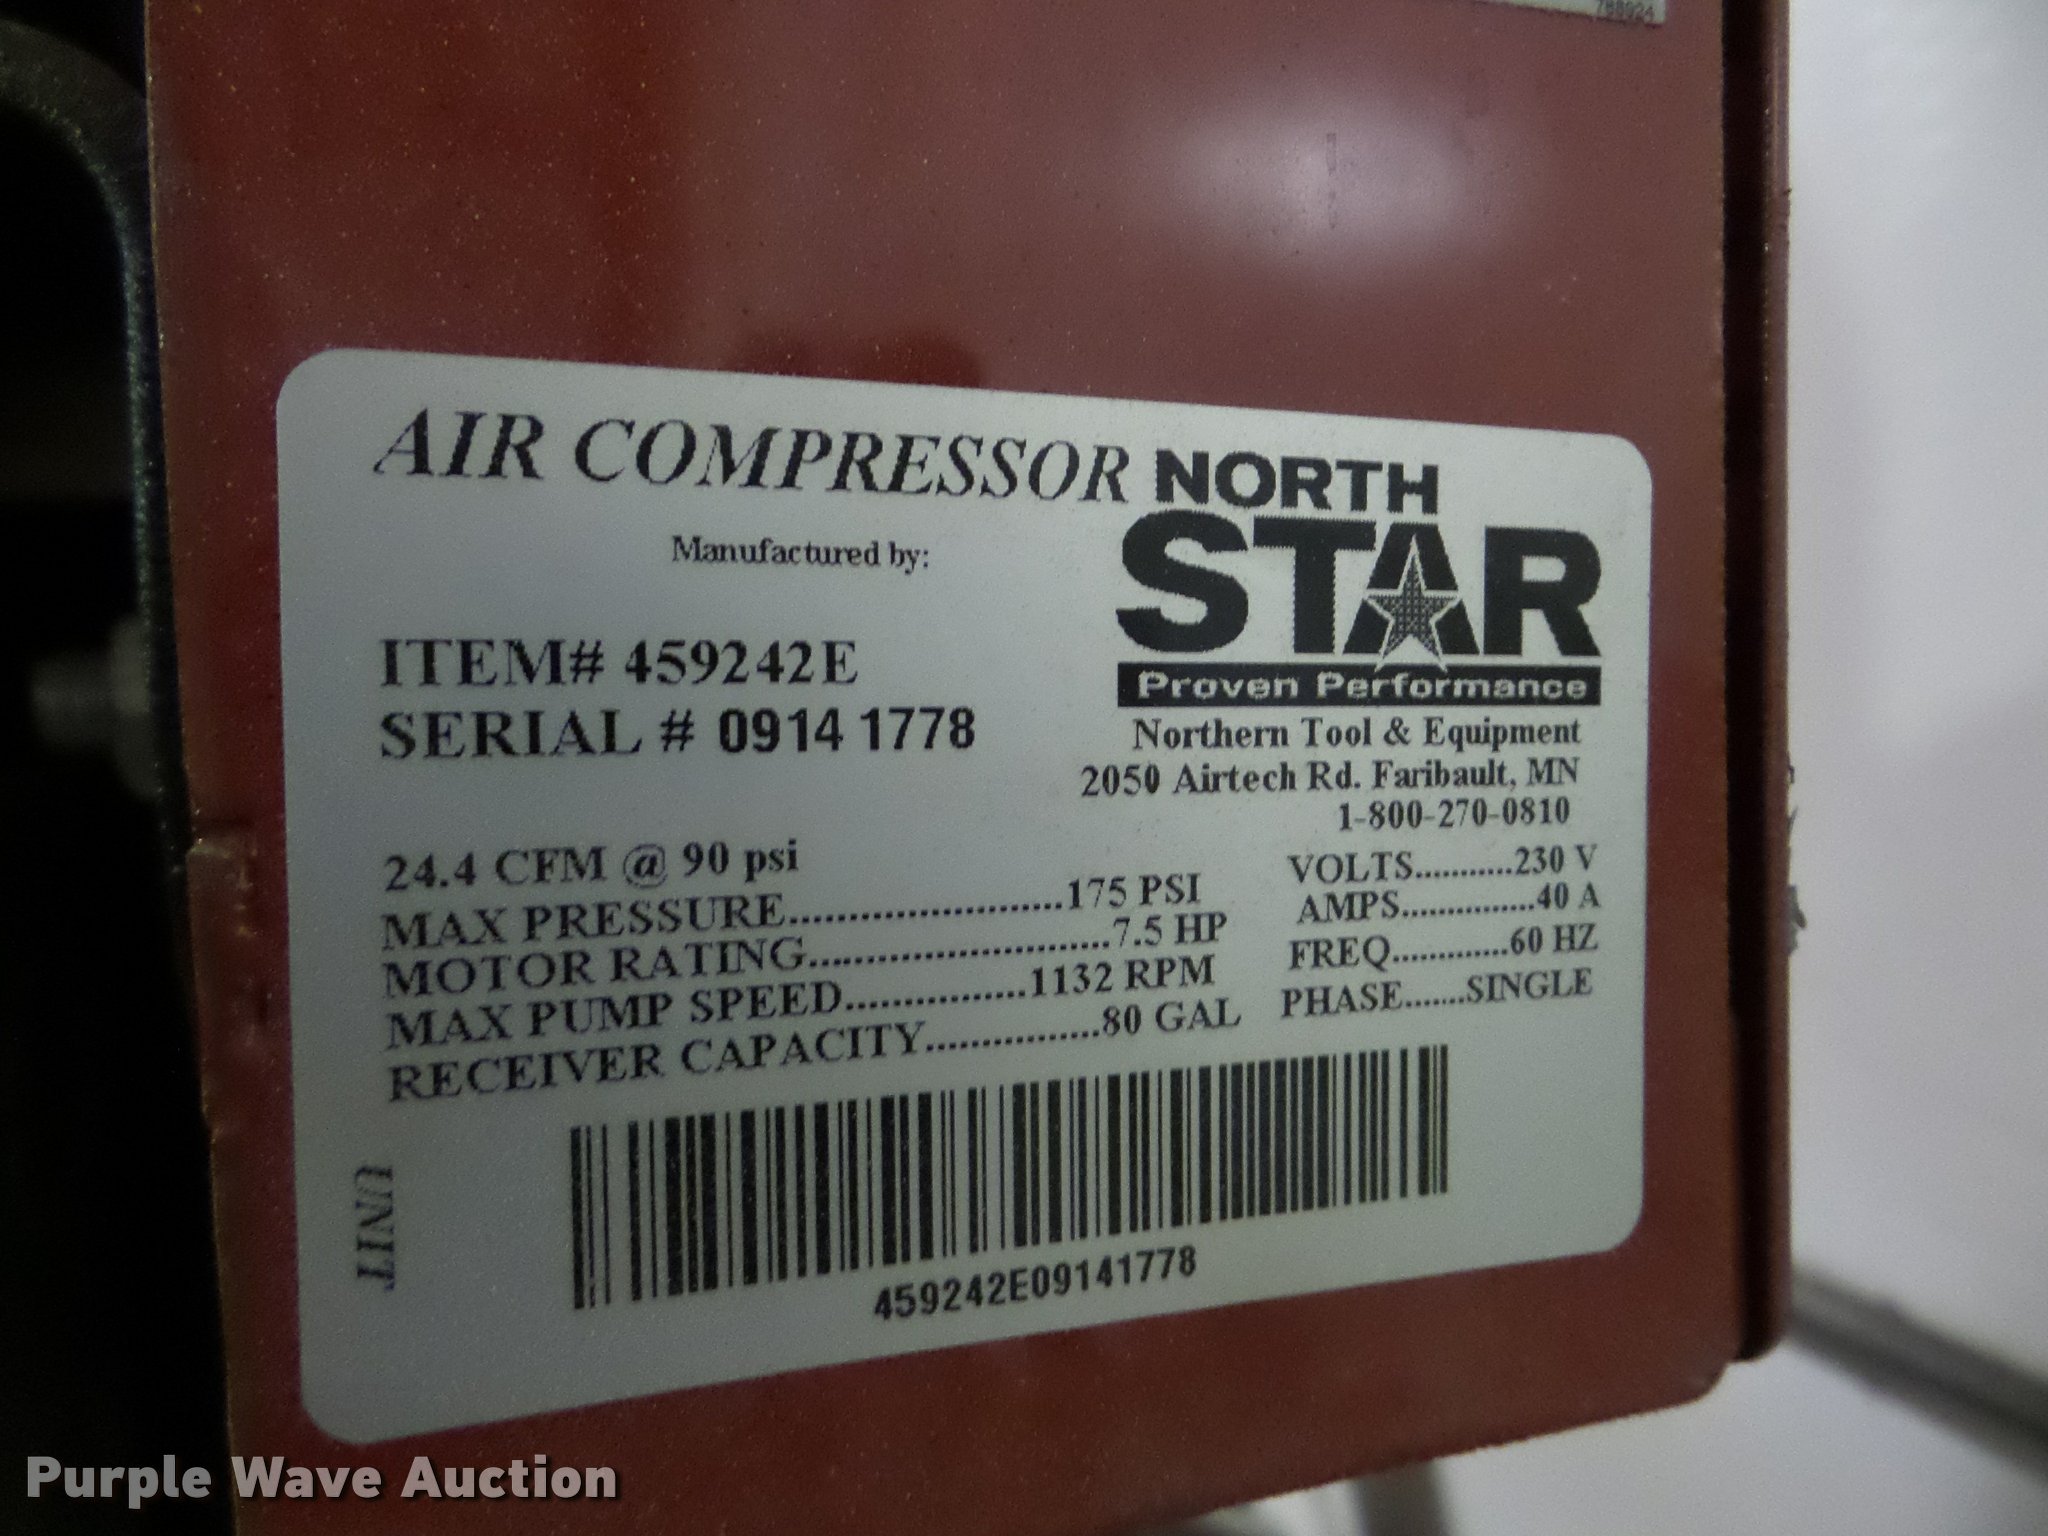 788924
AIR COMPRESSOR
NORTH
STAR
Proven Performance
Manufactured by:
Northern Tool & Equipment
2050 Airtech Rd. Faribault, MN
1-800-270-0810
ITEM# 459242E
SERIAL # 0914 1778
24.4 CFM @ 90 psi
MAX PRESSURE.......................175 PSI
MOTOR RATING..........................7.5 HP
MAX PUMP SPEED................1132 RPM
RECEIVER CAPACITY...............80 GAL
VOLTS............230 V
AMPS................40 A
FREQ.............60 HZ
PHASE.......SINGLE
UNIT
459242E09141778
Purple Wave Auction